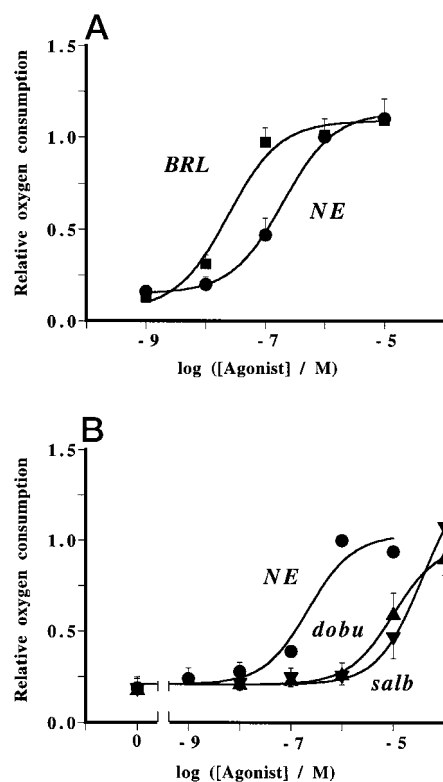 A
Relative oxygen consumption
1.5
1.0
0.5
0.0
BRL
NE
- 9
- 7
- 5
log ([Agonist] / M)
B
Relative oxygen consumption
1.5
1.0
0.5
0.0
NE
dobu
salb
0
- 9
- 7
- 5
log ([Agonist] / M)